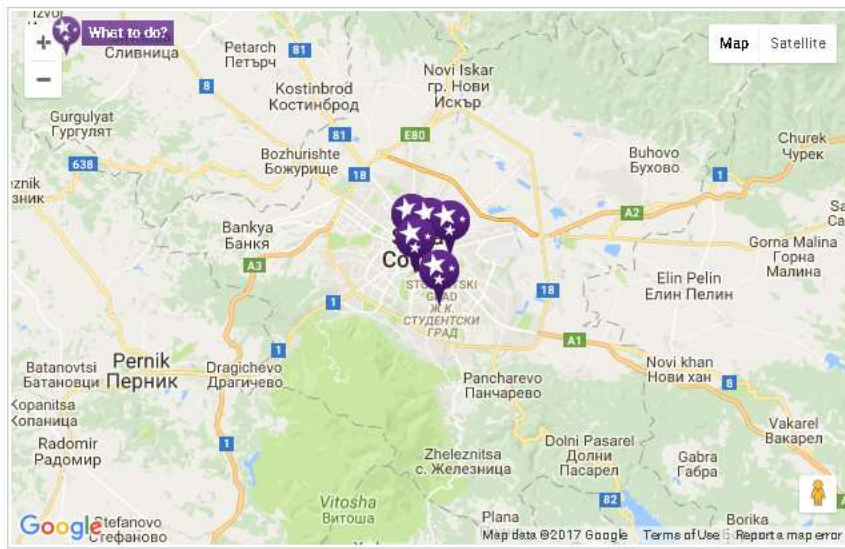 Izvor
What to do?
Сливница
+
−
Petarch
Петърч
81
8
Novi Iskar
гр. Нови
Искър
Map
Satellite
Kostinbrod
Костинброд
Gurgulyat
Гургулят
81
E80
Churek
Чурек
Bozhurishte
Божурище
Buhovo
Бухово
638
18
1
A2
Bankya
Банкя
Gorna Malina
Горна
Малина
A3
Elin Pelin
Елин Пелин
GRAD
Ж.К.
СТУДЕНТСКИ
ГРАД
18
1
A1
1
Pernik
Перник
Batanovtsi
Батановци
Dragichevo
Драгичево
Novi khan
Нови хан
8
Pancharevo
Панчарево
Kopanitsa
Копаница
Vakarel
Вакарел
Radomir
Радомир
1
Zheleznitsa
с. Железница
Dolni Pasarel
Долни
Пасарел
Gabra
Габра
Vitosha
Витоша
82
Google
Stefanovo
Стефаново
Plana
Borika
Map data ©2017 Google
Terms of Use
Report a map error